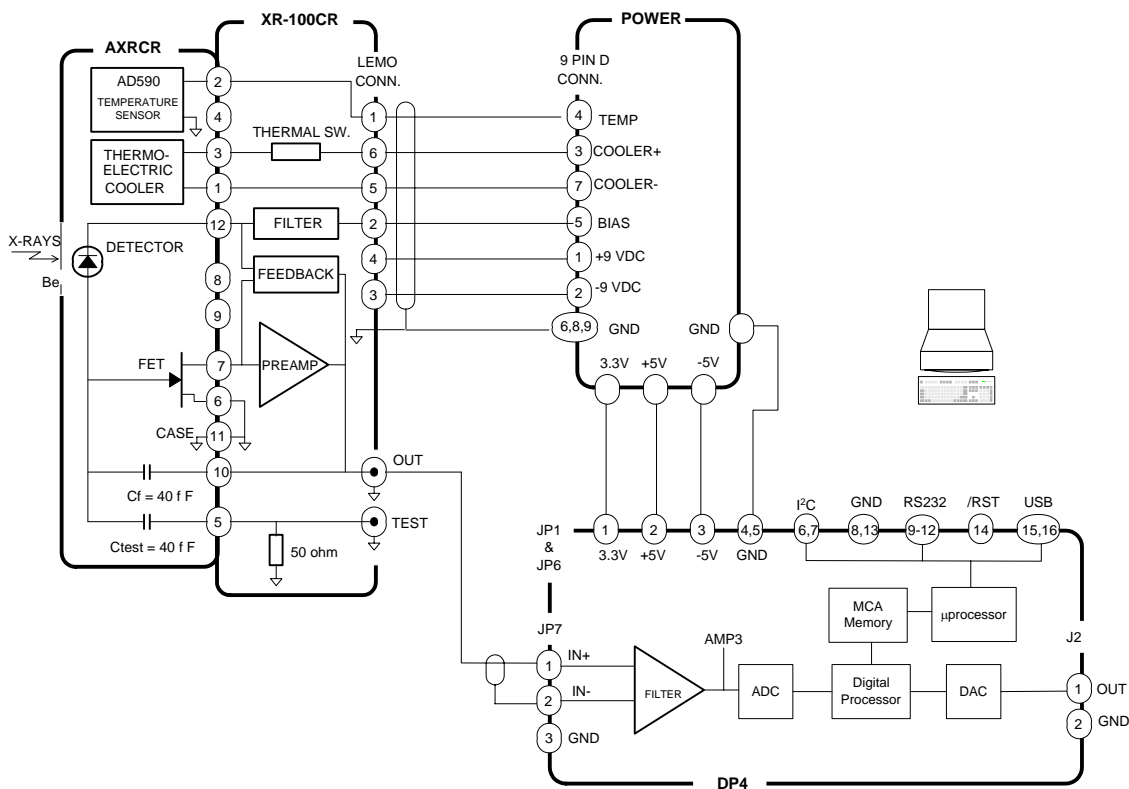 XR-100CR
POWER
AXRCR
LEMO
CONN.
9 PIN D
CONN.
AD590
TEMPERATURE
SENSOR
2
4
1
4
TEMP
THERMAL SW.
THERMO-
ELECTRIC
COOLER
3
6
3
COOLER+
1
5
7
COOLER-
12
FILTER
2
5
BIAS
X-RAYS
DETECTOR
Be
8
FEEDBACK
4
1
+9 VDC
9
3
2
-9 VDC
6,8,9
GND
GND
FET
7
PREAMP
3.3V
+5V
-5V
6
CASE
11
10
OUT
Cf = 40 f F
5
TEST
Ctest = 40 f F
50 ohm
JP1
&
JP6
1
2
3
4,5
I²C
6,7
GND
8,13
RS232
9-12
/RST
14
USB
15,16
3.3V
+5V
-5V
GND
MCA
Memory
µprocessor
JP7
AMP3
J2
1
IN+
2
IN-
FILTER
ADC
Digital
Processor
DAC
1
OUT
3
GND
2
GND
DP4